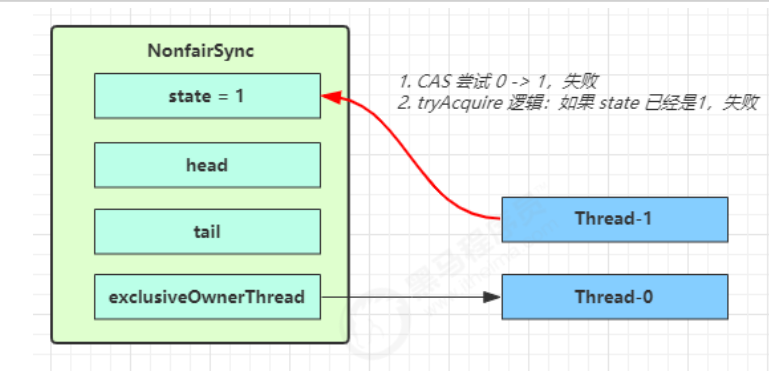 NonfairSync
state = 1
head
tail
exclusiveOwnerThread
1. CAS 尝试 0 -> 1，失败
2. tryAcquire 逻辑：如果 state 已经是1，失败
Thread-1
Thread-0